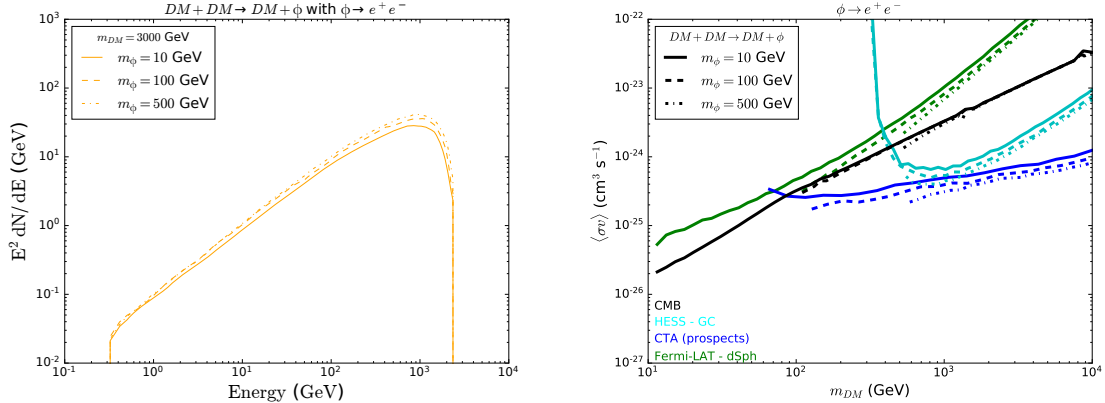 DM + DM → DM + ϕ with ϕ → e⁺e⁻
m_DM = 3000 GeV
m_ϕ = 10 GeV
m_ϕ = 100 GeV
m_ϕ = 500 GeV
E² dN/dE (GeV)
10³
10²
10¹
10⁰
10⁻¹
10⁻²
10⁻¹ 10⁰ 10¹ 10² 10³ 10⁴
Energy (GeV)
ϕ → e⁺e⁻
DM + DM → DM + ϕ
m_ϕ = 10 GeV
m_ϕ = 100 GeV
m_ϕ = 500 GeV
⟨σv⟩ (cm³ s⁻¹)
10⁻²²
10⁻²³
10⁻²⁴
10⁻²⁵
10⁻²⁶
10⁻²⁷
CMB
HESS - GC
CTA (prospects)
Fermi-LAT - dSph
10¹ 10² 10³ 10⁴
m_DM (GeV)